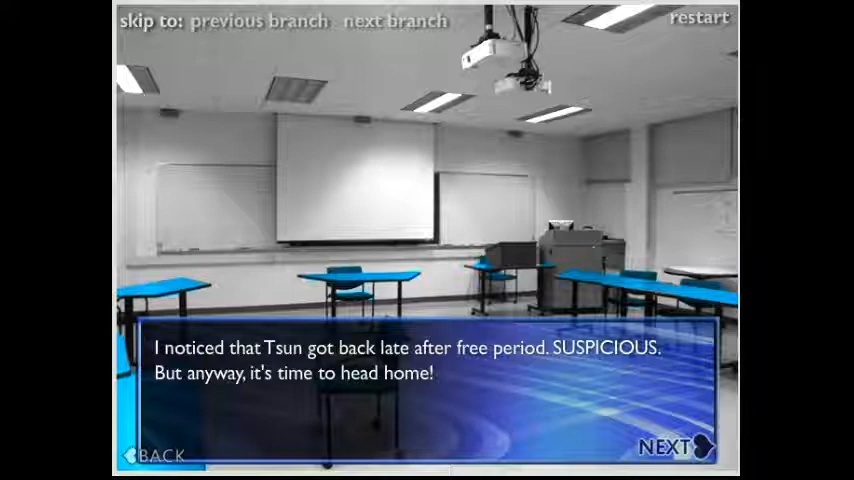 skip to: previous branch next branch
restart
I noticed that Tsun got back late after free period. SUSPICIOUS.
But anyway, it's time to head home!
BACK
NEXT